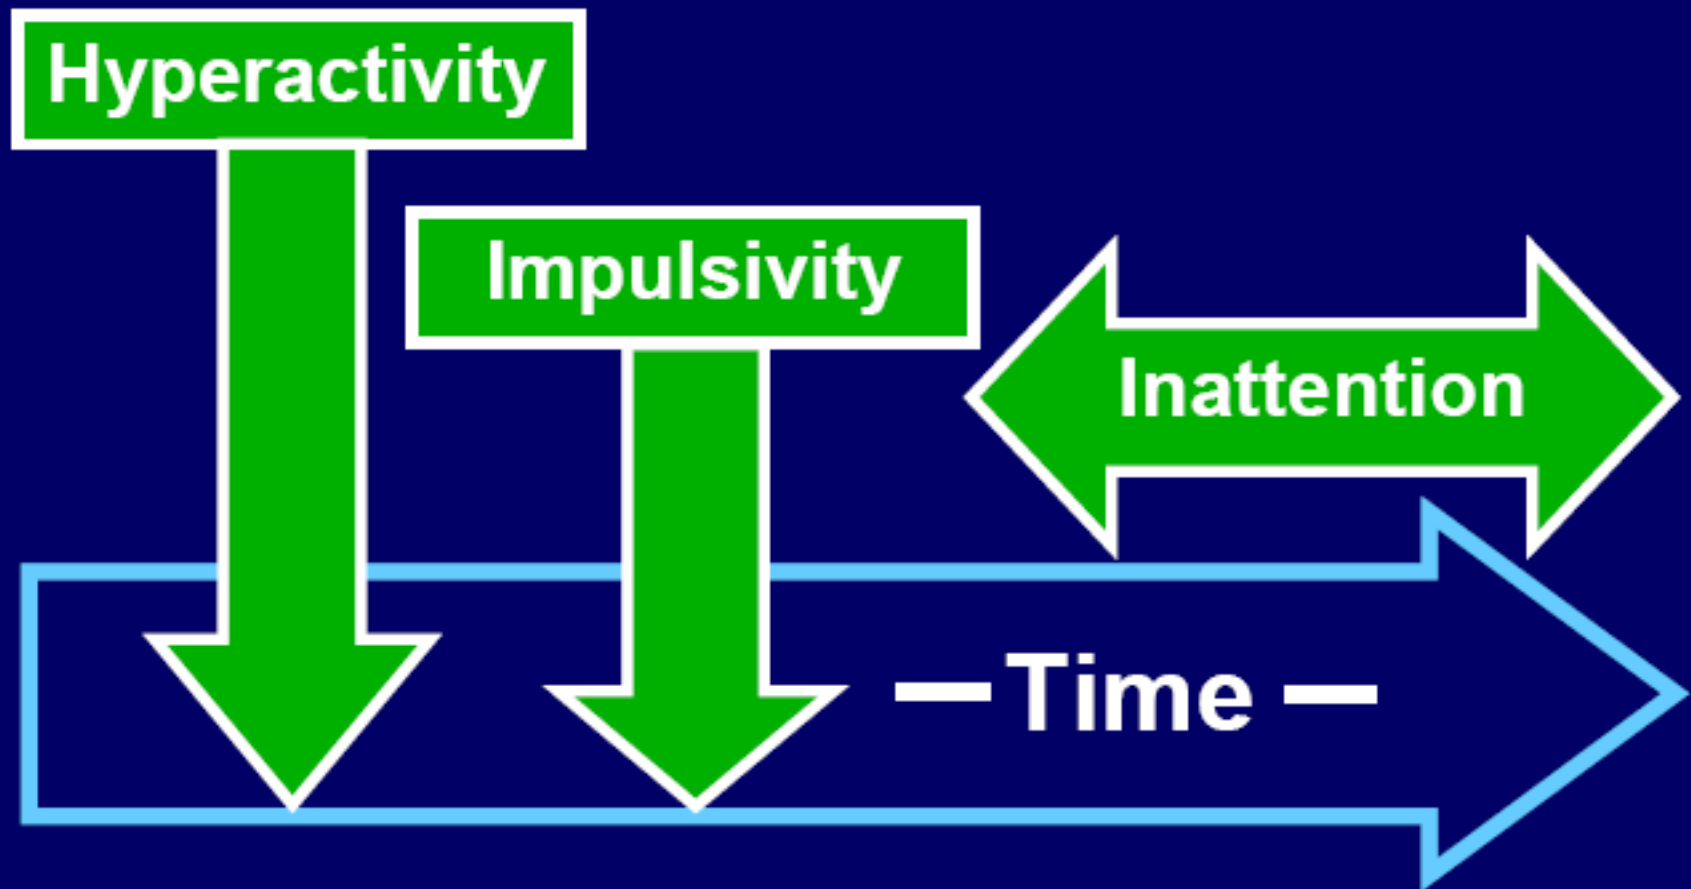 Hyperactivity
Impulsivity
Inattention
– Time –